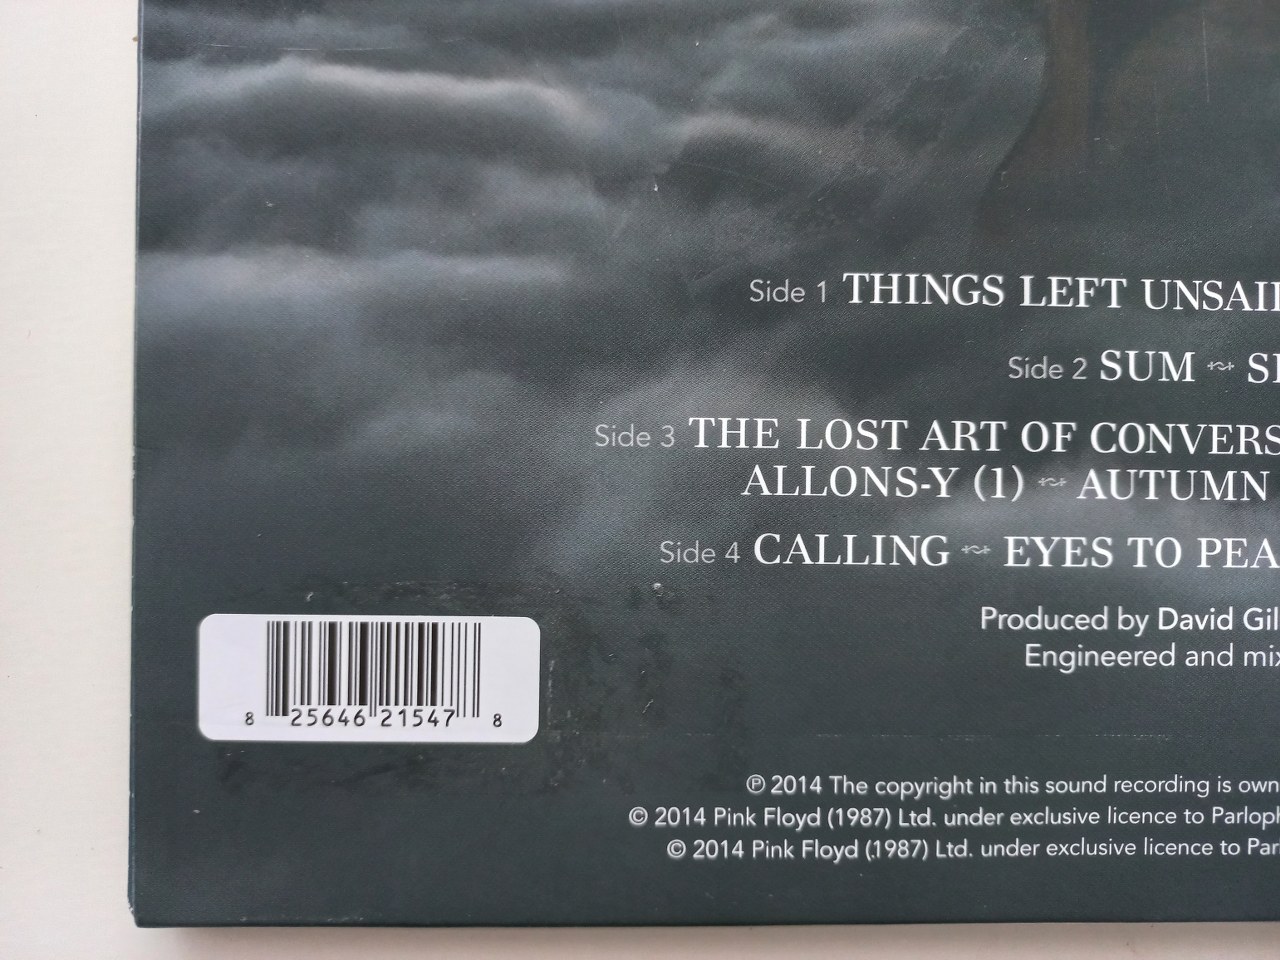 Side 1 THINGS LEFT UNSAI
Side 2 SUM SI
Side 3 THE LOST ART OF CONVERS
ALLONS-Y (1) AUTUMN
Side 4 CALLING EYES TO PEA
Produced by David Gil
Engineered and mix
8 25646 21547 8
℗ 2014 The copyright in this sound recording is own
© 2014 Pink Floyd (1987) Ltd. under exclusive licence to Parloph
© 2014 Pink Floyd (1987) Ltd. under exclusive licence to Par